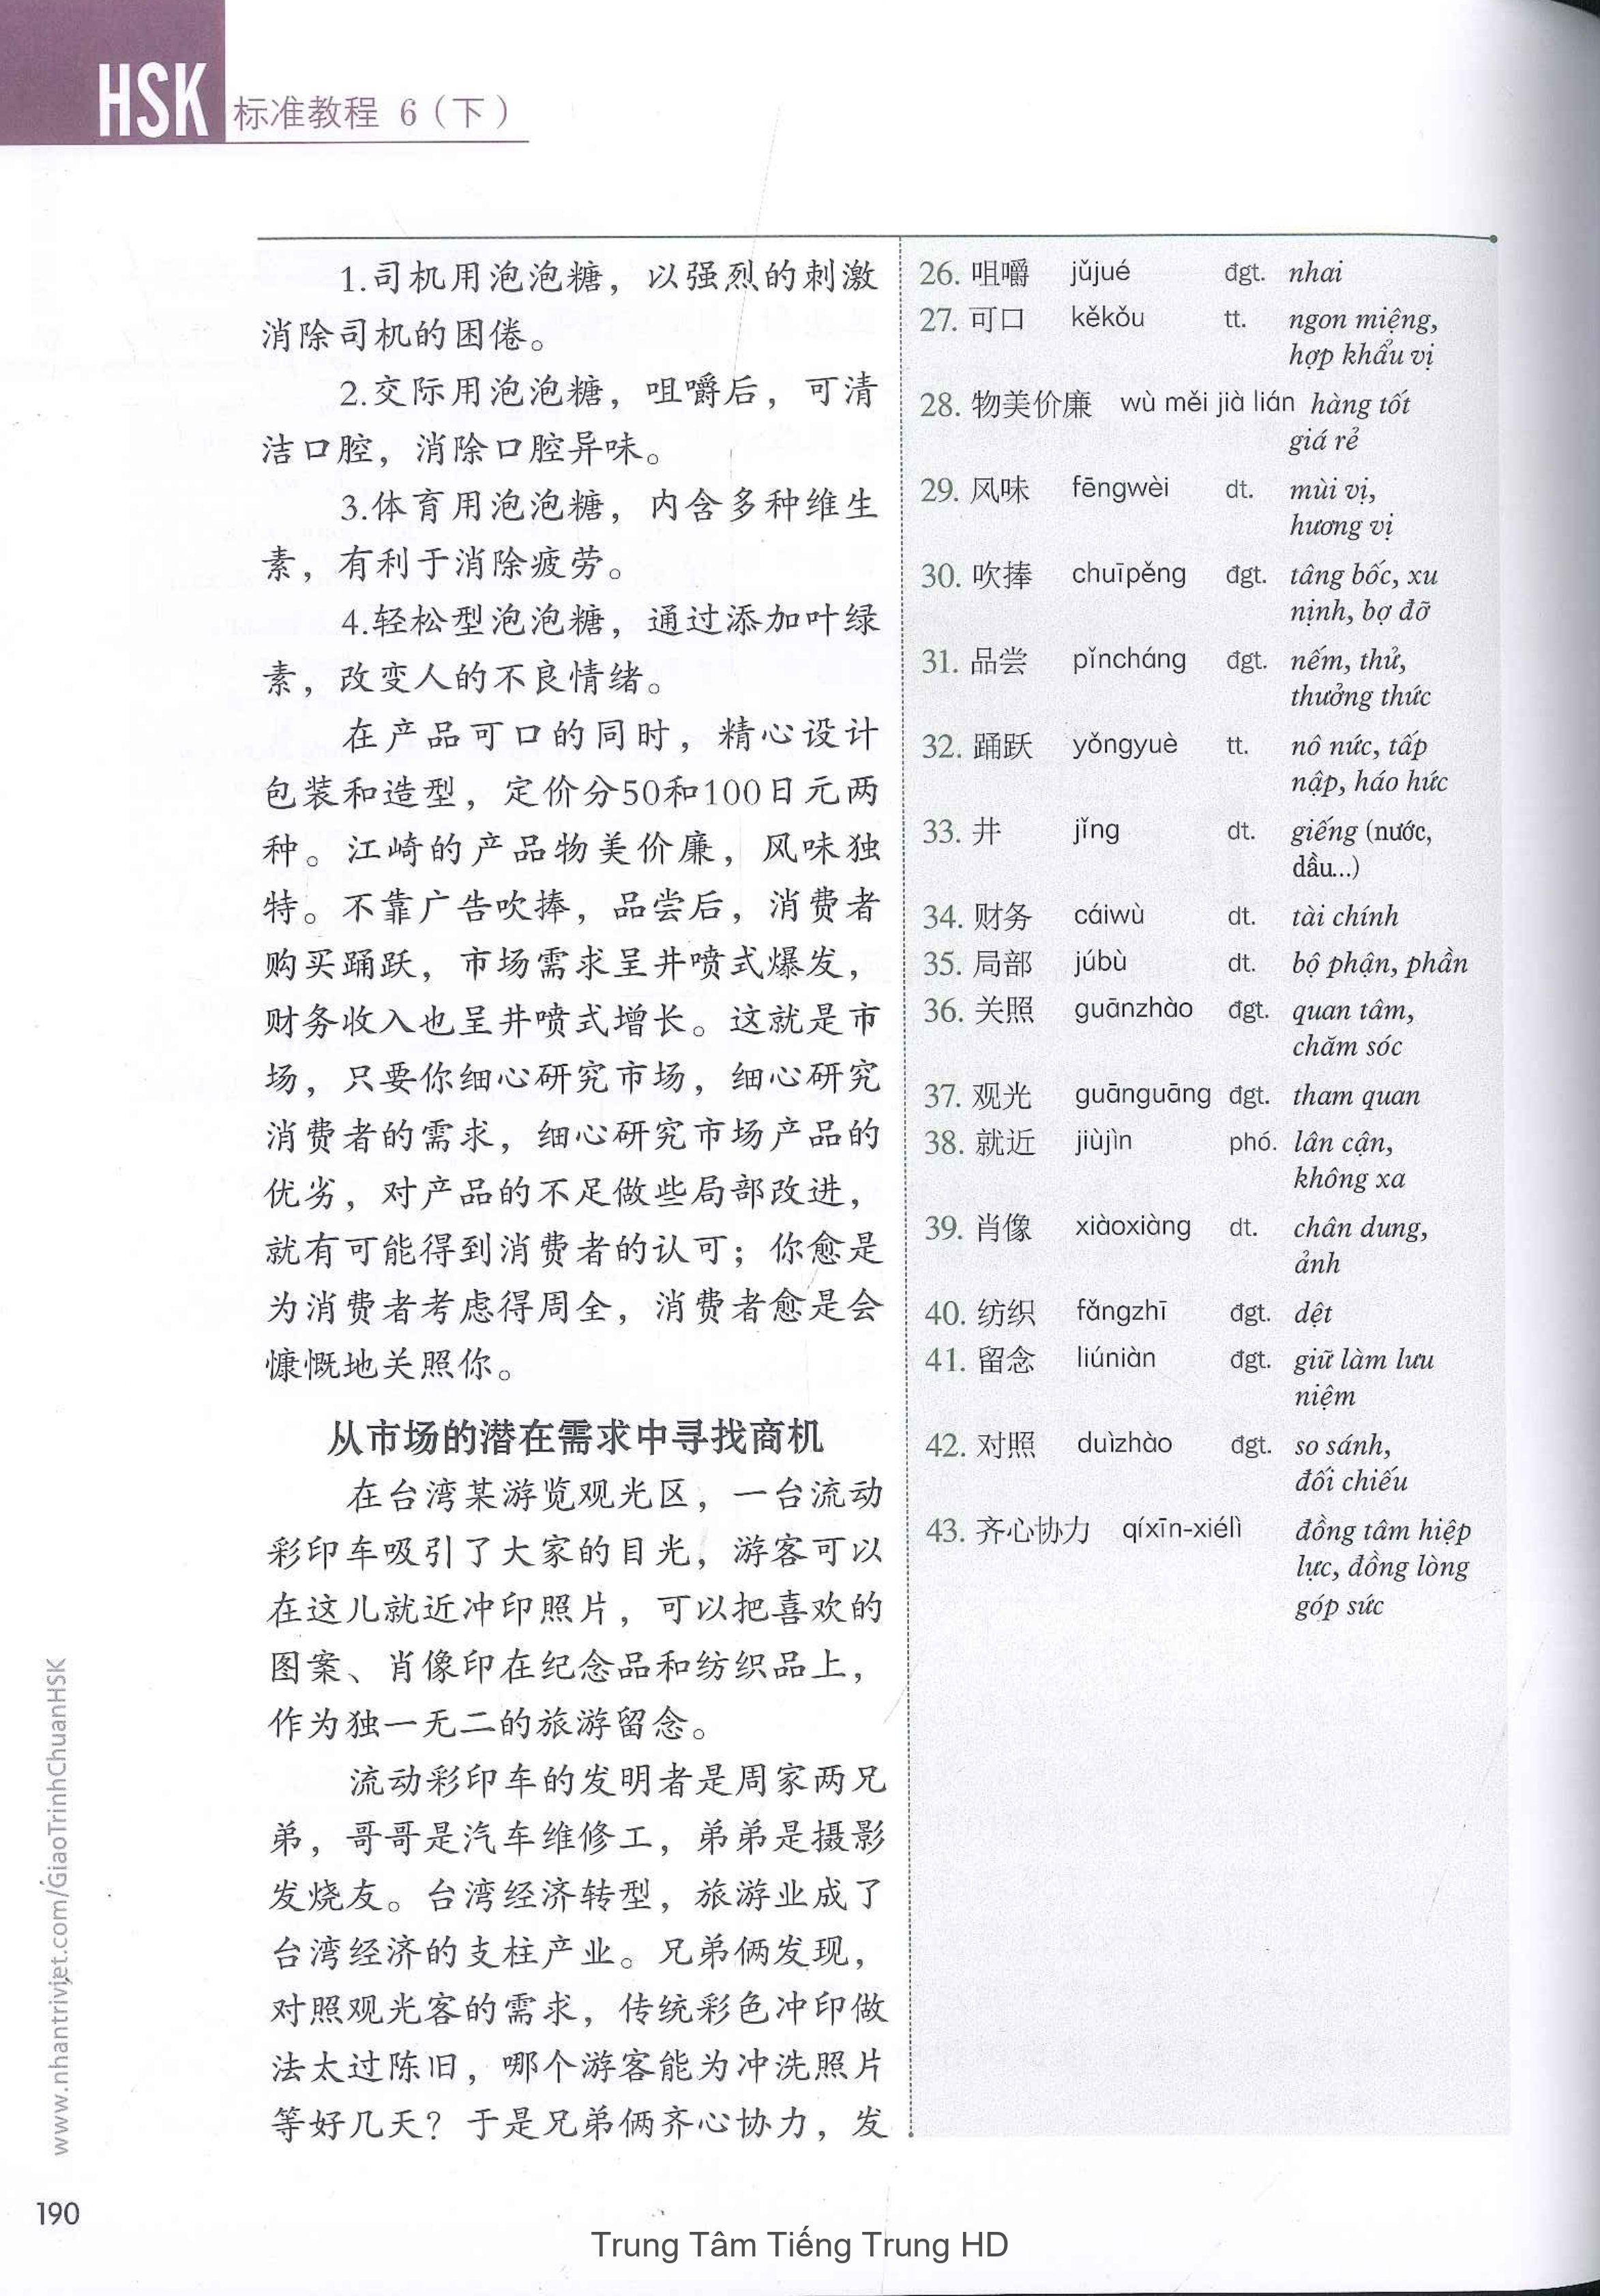 HSK 标准教程 6（下）
1.司机用泡泡糖，以强烈的刺激
消除司机的困倦。
2.交际用泡泡糖，咀嚼后，可清
洁口腔，消除口腔异味。
3.体育用泡泡糖，内含多种维生
素，有利于消除疲劳。
4.轻松型泡泡糖，通过添加叶绿
素，改变人的不良情绪。
在产品可口的同时，精心设计
包装和造型，定价分50和100日元两
种。江崎的产品物美价廉，风味独
特。不靠广告吹捧，品尝后，消费者
购买踊跃，市场需求呈井喷式爆发，
财务收入也呈井喷式增长。这就是市
场，只要你细心研究市场，细心研究
消费者的需求，细心研究市场产品的
优劣，对产品的不足做些局部改进，
就有可能得到消费者的认可；你愈是
为消费者考虑得周全，消费者愈是会
慷慨地关照你。
从市场的潜在需求中寻找商机
在台湾某游览观光区，一台流动
彩印车吸引了大家的目光，游客可以
在这儿就近冲印照片，可以把喜欢的
图案、肖像印在纪念品和纺织品上，
作为独一无二的旅游留念。
流动彩印车的发明者是周家两兄
弟，哥哥是汽车维修工，弟弟是摄影
发烧友。台湾经济转型，旅游业成了
台湾经济的支柱产业。兄弟俩发现，
对照观光客的需求，传统彩色冲印做
法太过陈旧，哪个游客能为冲洗照片
等好几天？于是兄弟俩齐心协力，发
26. 咀嚼 jǔjué đgt. nhai
27. 可口 kěkǒu tt. ngon miệng,
hợp khẩu vị
28. 物美价廉 wù měi jià lián hàng tốt
giá rẻ
29. 风味 fēngwèi dt. mùi vị,
hương vị
30. 吹捧 chuīpěng đgt. tâng bốc, xu
nịnh, bợ đỡ
31. 品尝 pǐncháng đgt. nếm, thử,
thưởng thức
32. 踊跃 yǒngyuè tt. nô nức, tấp
nập, háo hức
33. 井 jǐng dt. giếng (nước,
dầu...)
34. 财务 cáiwù dt. tài chính
35. 局部 júbù dt. bộ phận, phần
36. 关照 guānzhào đgt. quan tâm,
chăm sóc
37. 观光 guānguāng đgt. tham quan
38. 就近 jiùjìn phó. lân cận,
không xa
39. 肖像 xiàoxiàng dt. chân dung,
ảnh
40. 纺织 fǎngzhī đgt. dệt
41. 留念 liúniàn đgt. giữ làm lưu
niệm
42. 对照 duìzhào đgt. so sánh,
đối chiếu
43. 齐心协力 qíxīn-xiélì đồng tâm hiệp
lực, đồng lòng
góp sức
www.nhantriviet.com/GiaoTrinhChuanHSK
190
Trung Tâm Tiếng Trung HD